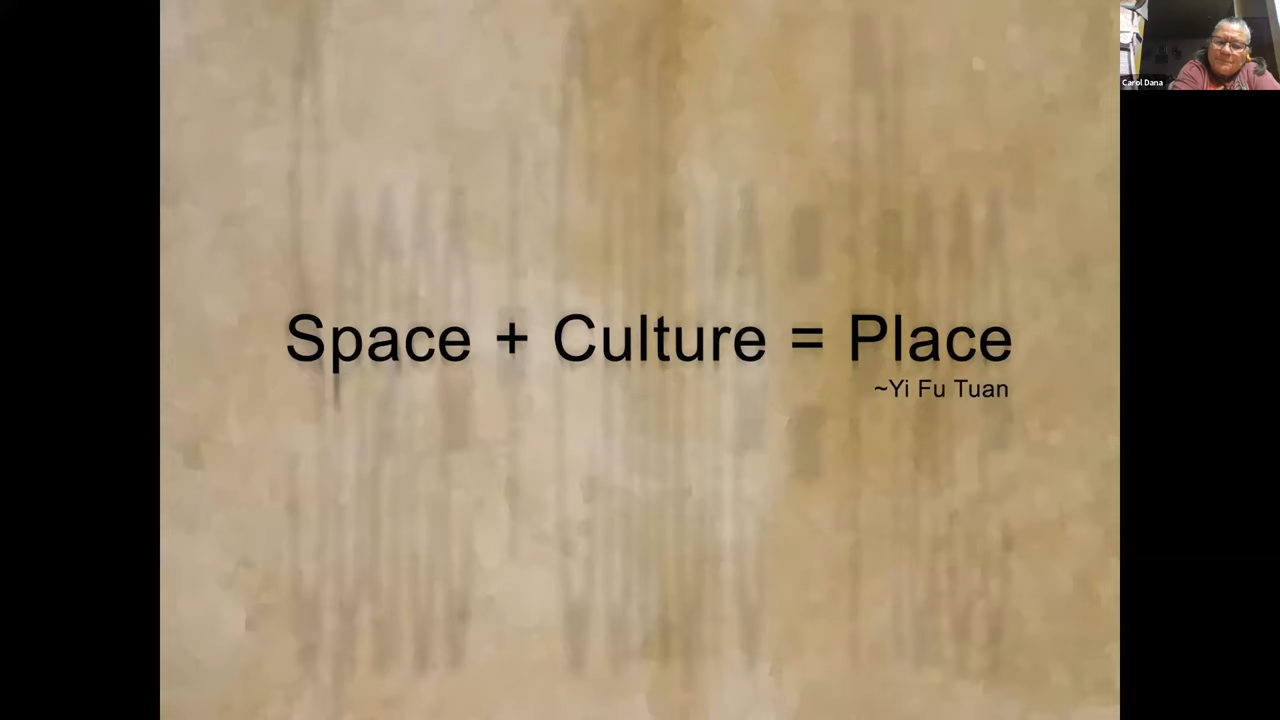 Carol Dana
Space + Culture = Place
~Yi Fu Tuan